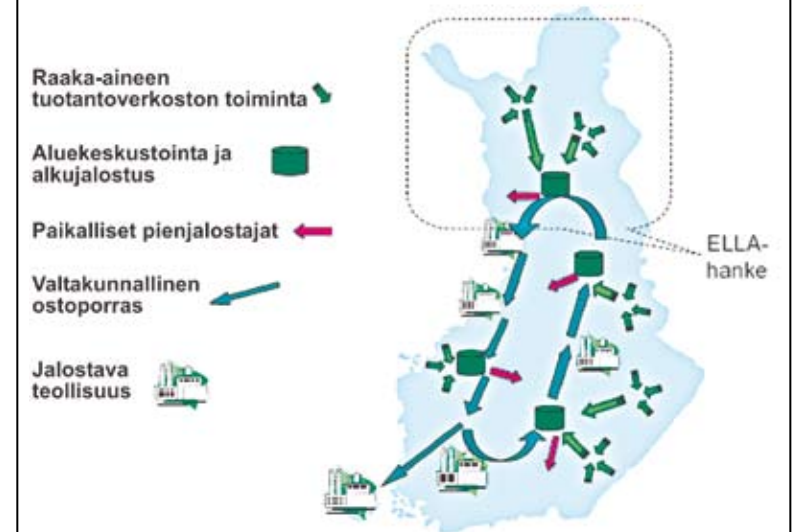 Raaka-aineen
tuotantoverkoston toiminta
Aluekeskustointa ja
alkujalostus
Paikalliset pienjalostajat
Valtakunnallinen
ostoporras
Jalostava
teollisuus
ELLA-
hanke